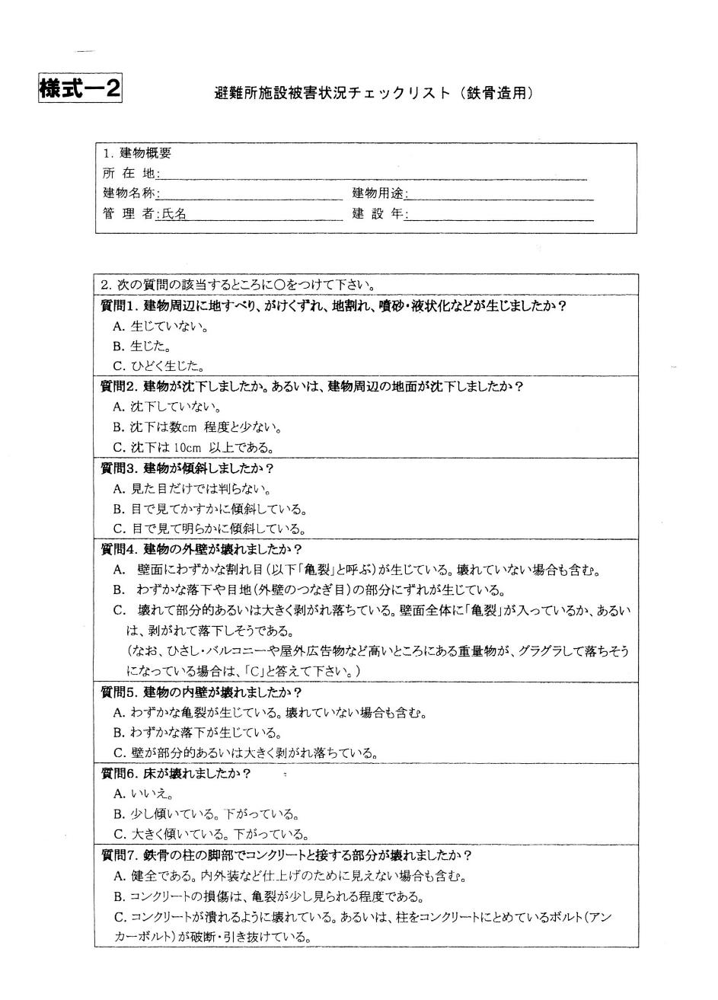 様式ー2
避難所施設被害状況チェックリスト（鉄骨造用）
1. 建物概要
所 在 地:
建物名称: 建物用途:
管 理 者:氏名 建 設 年:
2. 次の質問の該当するところに〇をつけて下さい。
質問1. 建物周辺に地すべり、がけくずれ、地割れ、噴砂・液状化などが生じましたか？
A. 生じていない。
B. 生じた。
C. ひどく生じた。
質問2. 建物が沈下しましたか。あるいは、建物周辺の地面が沈下しましたか？
A. 沈下していない。
B. 沈下は数cm 程度と少ない。
C. 沈下は 10cm 以上である。
質問3. 建物が傾斜しましたか？
A. 見た目だけでは判らない。
B. 目で見てかすかに傾斜している。
C. 目で見て明らかに傾斜している。
質問4. 建物の外壁が壊れましたか？
A. 壁面にわずかな割れ目（以下「亀裂」と呼ぶ）が生じている。壊れていない場合も含む。
B. わずかな落下や目地（外壁のつなぎ目）の部分にずれが生じている。
C. 壊れて部分的あるいは大きく剥がれ落ちている。壁面全体に「亀裂」が入っているか、あるい
は、剥がれて落下しそうである。
（なお、ひさし・バルコニーや屋外広告物など高いところにある重量物が、グラグラして落ちそう
になっている場合は、「C」と答えて下さい。）
質問5. 建物の内壁が壊れましたか？
A. わずかな亀裂が生じている。壊れていない場合も含む。
B. わずかな落下が生じている。
C. 壁が部分的あるいは大きく剥がれ落ちている。
質問6. 床が壊れましたか？
A. いいえ。
B. 少し傾いている。下がっている。
C. 大きく傾いている。下がっている。
質問7. 鉄骨の柱の脚部でコンクリートと接する部分が壊れましたか？
A. 健全である。内外装など仕上げのために見えない場合も含む。
B. コンクリートの損傷は、亀裂が少し見られる程度である。
C. コンクリートが潰れるように壊れている。あるいは、柱をコンクリートにとめているボルト（アン
カーボルト）が破断・引き抜けている。